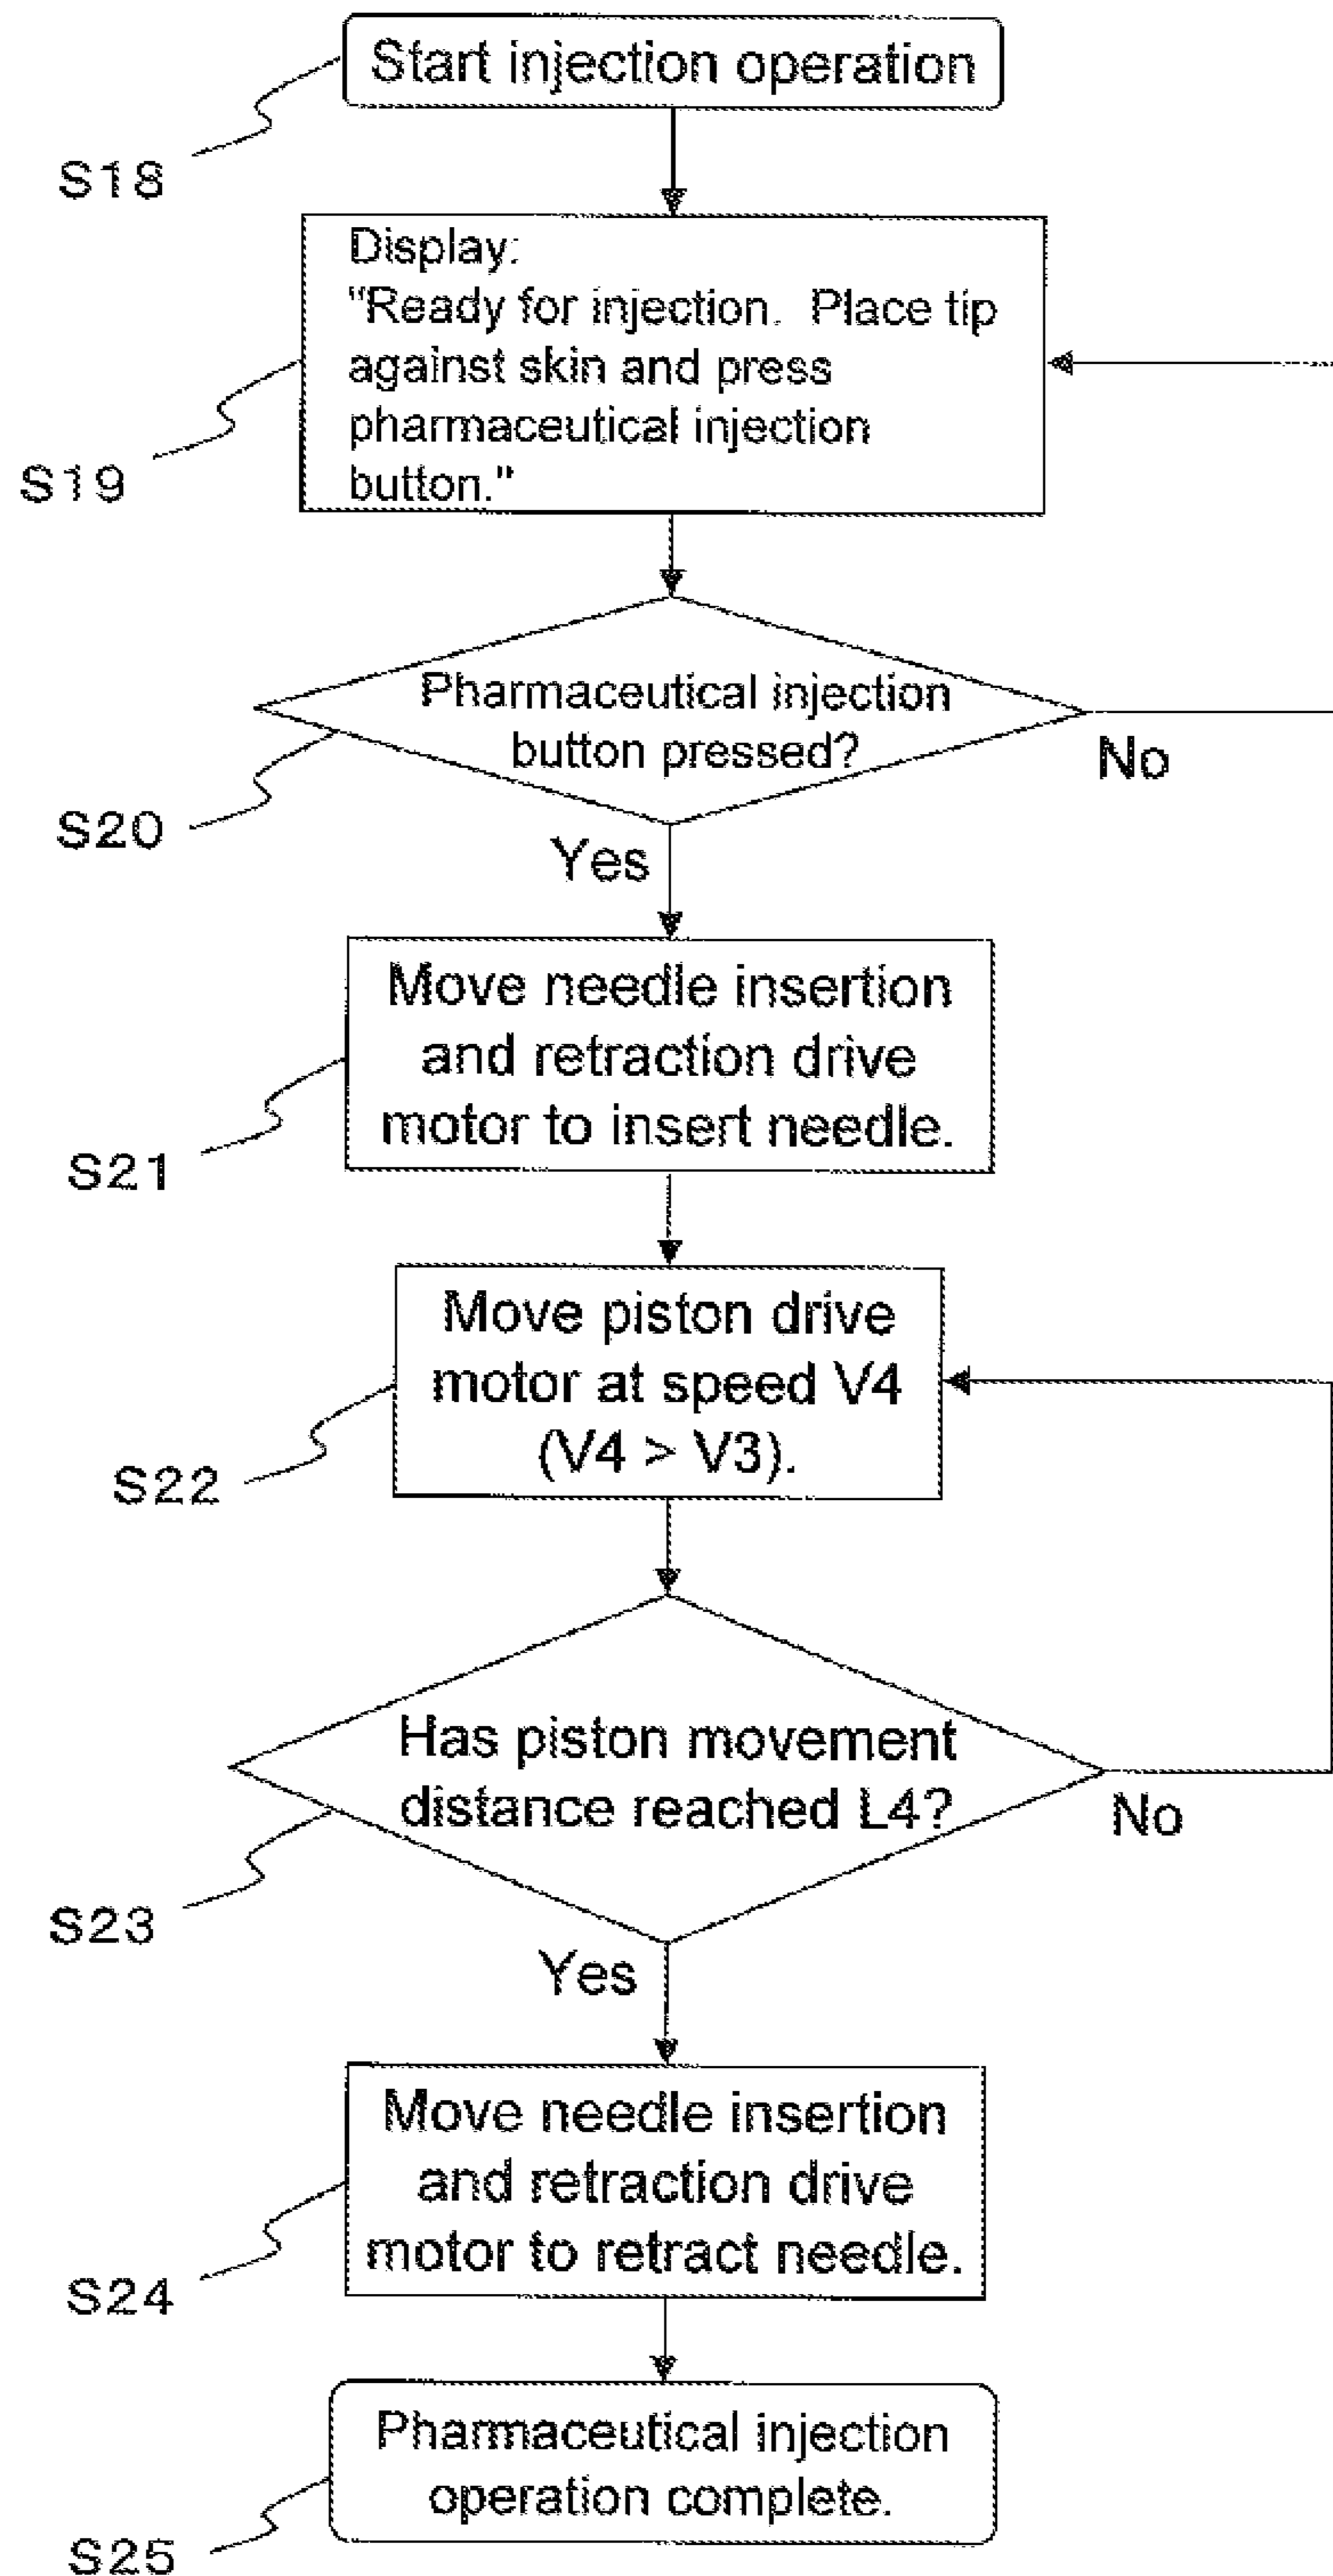 Start injection operation
S18
Display:
"Ready for injection. Place tip
against skin and press
pharmaceutical injection
button."
S19
Pharmaceutical injection
button pressed?
No
S20
Yes
Move needle insertion
and retraction drive
motor to insert needle.
S21
Move piston drive
motor at speed V4
(V4 > V3).
S22
Has piston movement
distance reached L4?
No
S23
Yes
Move needle insertion
and retraction drive
motor to retract needle.
S24
Pharmaceutical injection
operation complete.
S25